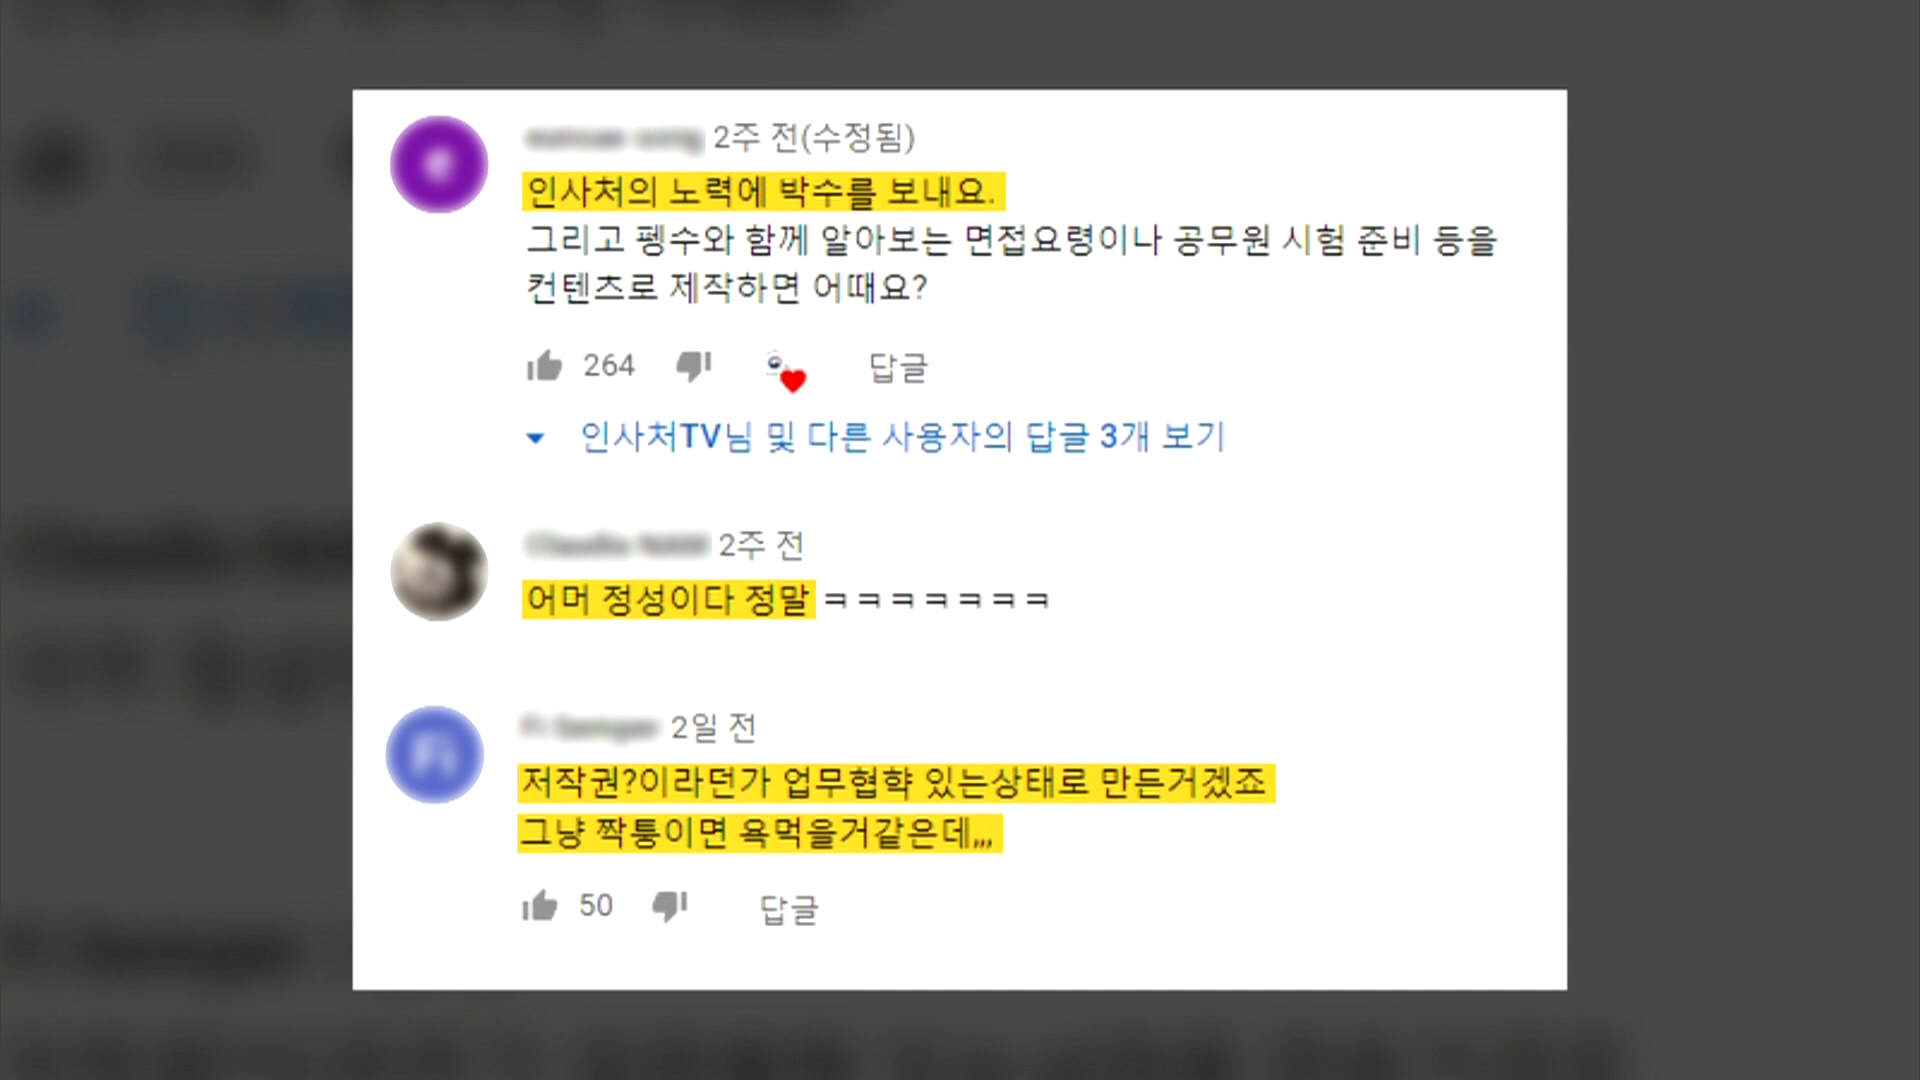 2주 전(수정됨)
인사처의 노력에 박수를 보내요.
그리고 펭수와 함께 알아보는 면접요령이나 공무원 시험 준비 등을
컨텐츠로 제작하면 어때요?
264 답글
인사처TV님 및 다른 사용자의 답글 3개 보기
2주 전
어머 정성이다 정말 ㅋㅋㅋㅋㅋㅋㅋ
2일 전
저작권?이라던가 업무협햑 있는상태로 만든거겠죠
그냥 짝퉁이면 욕먹을거같은데,,,
50 답글